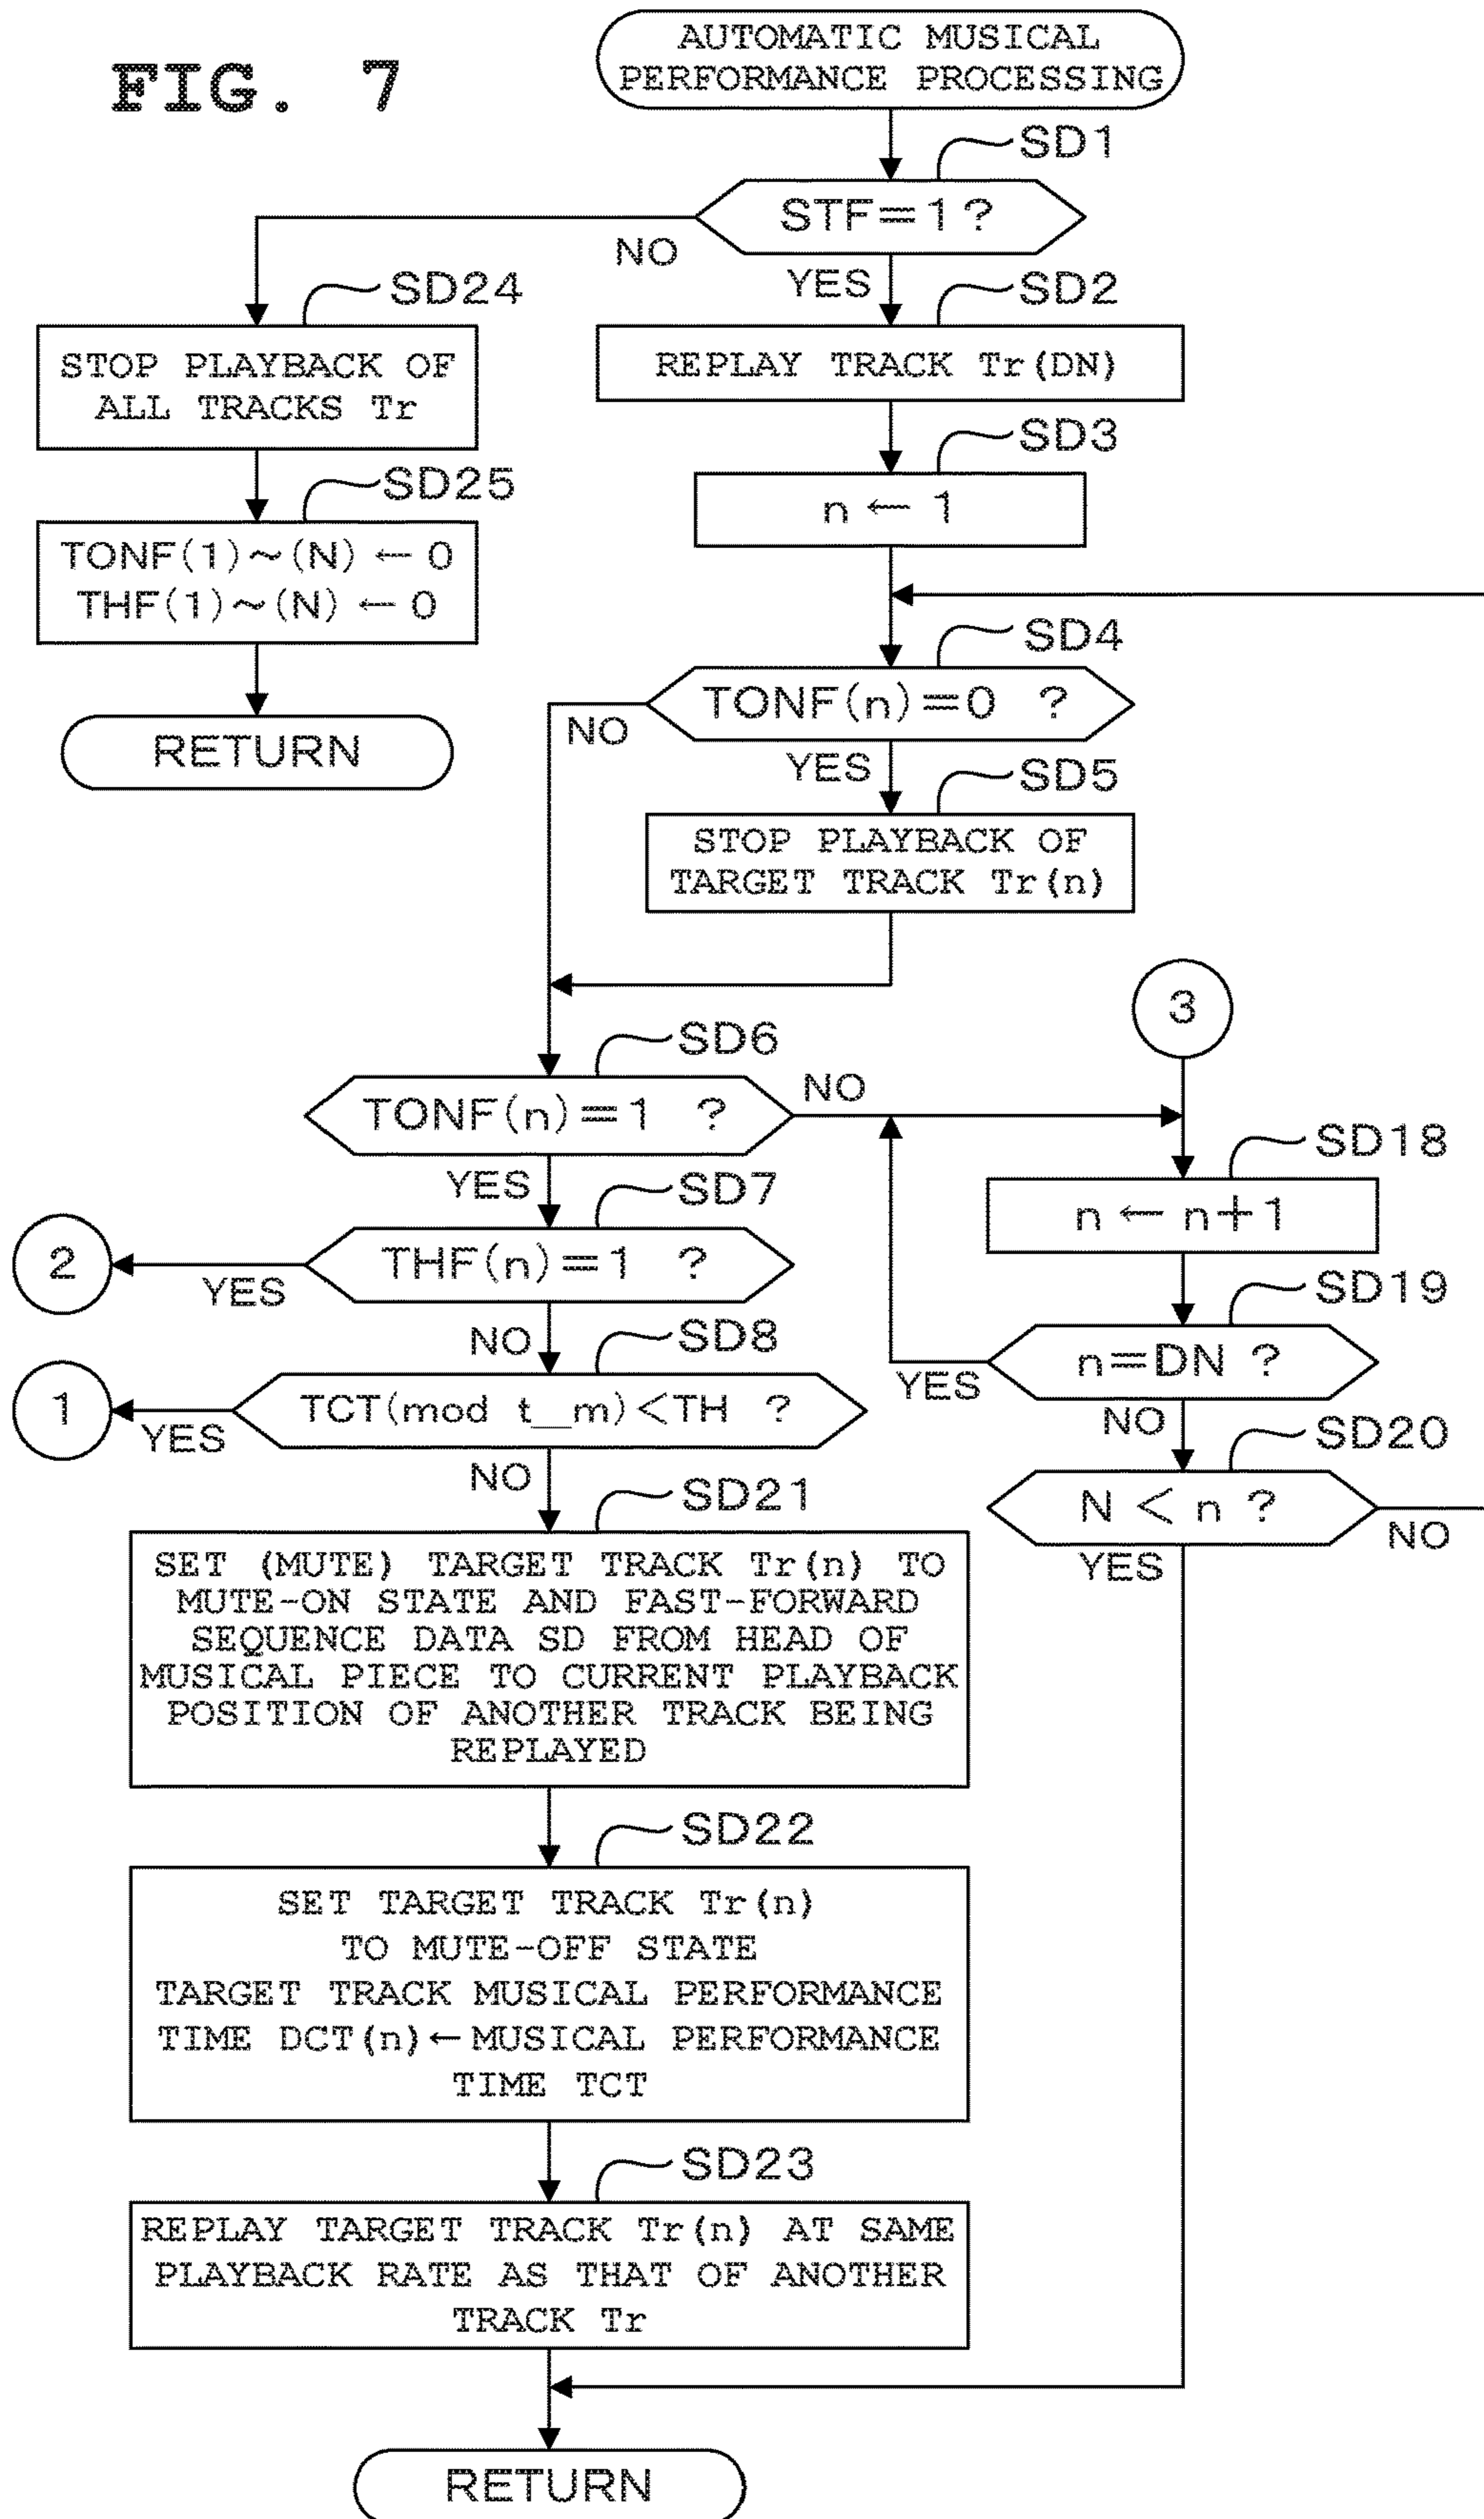 FIG. 7
AUTOMATIC MUSICAL
PERFORMANCE PROCESSING
SD1
STF=1?
NO
YES
SD24
STOP PLAYBACK OF
ALL TRACKS Tr
SD25
TONF(1)~(N) ← 0
THF(1)~(N) ← 0
RETURN
SD2
REPLAY TRACK Tr(DN)
SD3
n ← 1
SD4
TONF(n)=0 ?
NO
YES
SD5
STOP PLAYBACK OF
TARGET TRACK Tr(n)
3
SD6
TONF(n)=1 ?
NO
YES
SD7
THF(n)=1 ?
2
YES
NO
SD8
TCT(mod t_m)<TH ?
1
YES
NO
SD18
n ← n+1
SD19
n=DN ?
YES
NO
SD20
N < n ?
NO
YES
SD21
SET (MUTE) TARGET TRACK Tr(n) TO
MUTE-ON STATE AND FAST-FORWARD
SEQUENCE DATA SD FROM HEAD OF
MUSICAL PIECE TO CURRENT PLAYBACK
POSITION OF ANOTHER TRACK BEING
REPLAYED
SD22
SET TARGET TRACK Tr(n)
TO MUTE-OFF STATE
TARGET TRACK MUSICAL PERFORMANCE
TIME DCT(n)←MUSICAL PERFORMANCE
TIME TCT
SD23
REPLAY TARGET TRACK Tr(n) AT SAME
PLAYBACK RATE AS THAT OF ANOTHER
TRACK Tr
RETURN